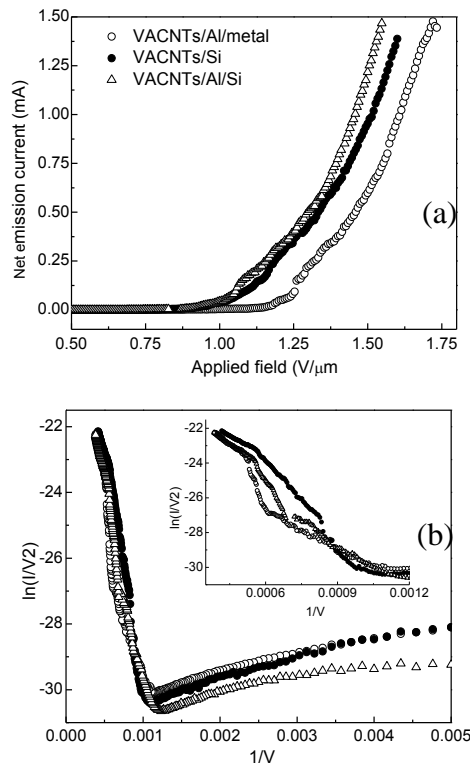 1.50
1.25
1.00
0.75
0.50
0.25
0.00
Net emission current (mA)
VACNTs/Al/metal
VACNTs/Si
VACNTs/Al/Si
(a)
0.50 0.75 1.00 1.25 1.50 1.75
Applied field (V/μm
-22
-24
-26
-28
-30
ln(I/V2)
-22
-24
-26
-28
-30
ln(I/V2)
0.0006 0.0009 0.0012
1/V
(b)
0.000 0.001 0.002 0.003 0.004 0.005
1/V